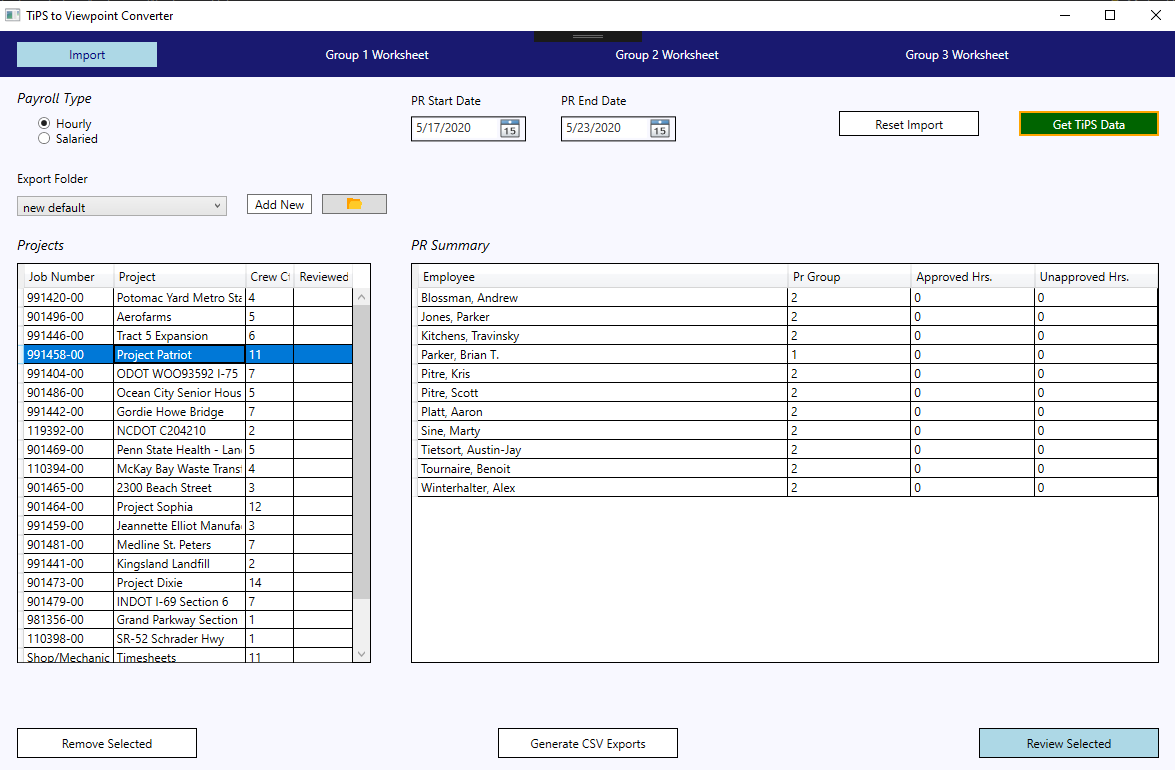 TiPS to Viewpoint Converter
Import Group 1 Worksheet Group 2 Worksheet Group 3 Worksheet
Payroll Type
Hourly
Salaried
PR Start Date PR End Date
5/17/2020 15 5/23/2020 15
Reset Import Get TiPS Data
Export Folder
new default Add New
Projects
Job Number Project Crew Ct Reviewed
991420-00 Potomac Yard Metro Sta 4
901496-00 Aerofarms 5
991446-00 Tract 5 Expansion 6
991458-00 Project Patriot 11
991404-00 ODOT WOO93592 I-75 7
901486-00 Ocean City Senior Hous 5
991442-00 Gordie Howe Bridge 7
119392-00 NCDOT C204210 2
901469-00 Penn State Health - Lan 5
110394-00 McKay Bay Waste Trans 4
901465-00 2300 Beach Street 3
901464-00 Project Sophia 12
991459-00 Jeannette Elliot Manufa 3
901481-00 Medline St. Peters 7
991441-00 Kingsland Landfill 2
901473-00 Project Dixie 14
901479-00 INDOT I-69 Section 6 7
981356-00 Grand Parkway Section 1
110398-00 SR-52 Schrader Hwy 1
Shop/Mechanic Timesheets 11
PR Summary
Employee Pr Group Approved Hrs. Unapproved Hrs.
Blossman, Andrew 2 0 0
Jones, Parker 2 0 0
Kitchens, Travinsky 2 0 0
Parker, Brian T. 1 0 0
Pitre, Kris 2 0 0
Pitre, Scott 2 0 0
Platt, Aaron 2 0 0
Sine, Marty 2 0 0
Tietsort, Austin-Jay 2 0 0
Tournaire, Benoit 2 0 0
Winterhalter, Alex 2 0 0
Remove Selected Generate CSV Exports Review Selected